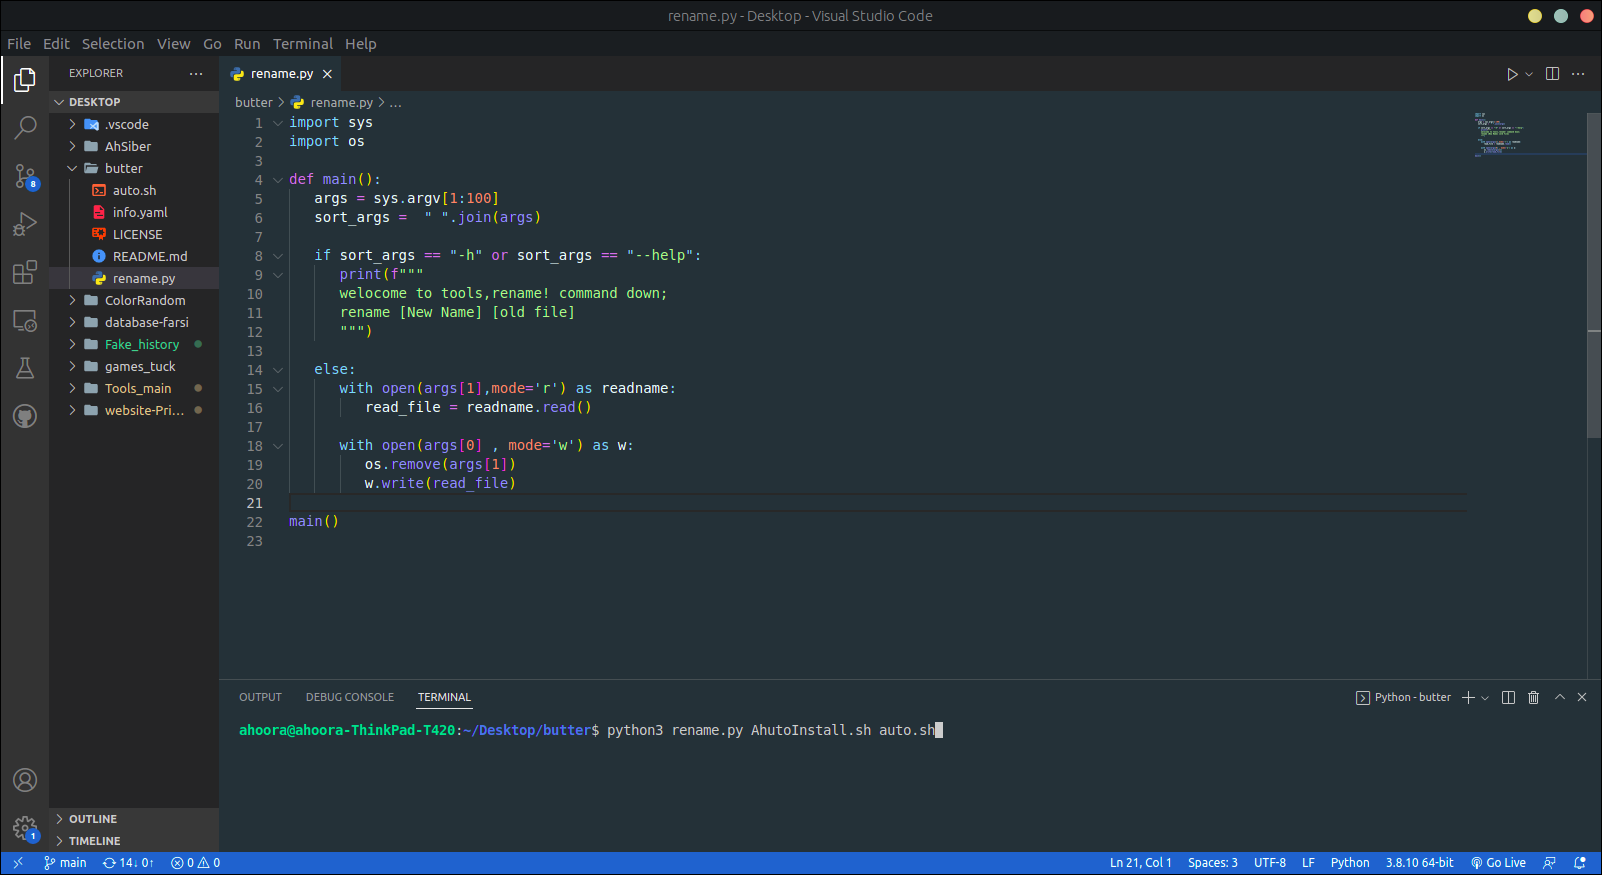 rename.py - Desktop - Visual Studio Code
File Edit Selection View Go Run Terminal Help
EXPLORER
DESKTOP
.vscode
AhSiber
butter
auto.sh
info.yaml
LICENSE
README.md
rename.py
ColorRandom
database-farsi
Fake_history
games_tuck
Tools_main
website-Pri...
OUTLINE
TIMELINE
8
1
rename.py
butter > rename.py > ...
1 import sys
2 import os
3
4 def main():
5 args = sys.argv[1:100]
6 sort_args =  " ".join(args)
7
8 if sort_args == "-h" or sort_args == "--help":
9 print(f"""
10 welocome to tools,rename! command down;
11 rename [New Name] [old file]
12 """)
13
14 else:
15 with open(args[1],mode='r') as readname:
16 read_file = readname.read()
17
18 with open(args[0] , mode='w') as w:
19 os.remove(args[1])
20 w.write(read_file)
21
22 main()
23
OUTPUT DEBUG CONSOLE TERMINAL
Python - butter
ahoora@ahoora-ThinkPad-T420:~/Desktop/butter$ python3 rename.py AhutoInstall.sh auto.sh
main 14↓ 0↑ 0 0
Ln 21, Col 1 Spaces: 3 UTF-8 LF Python 3.8.10 64-bit Go Live